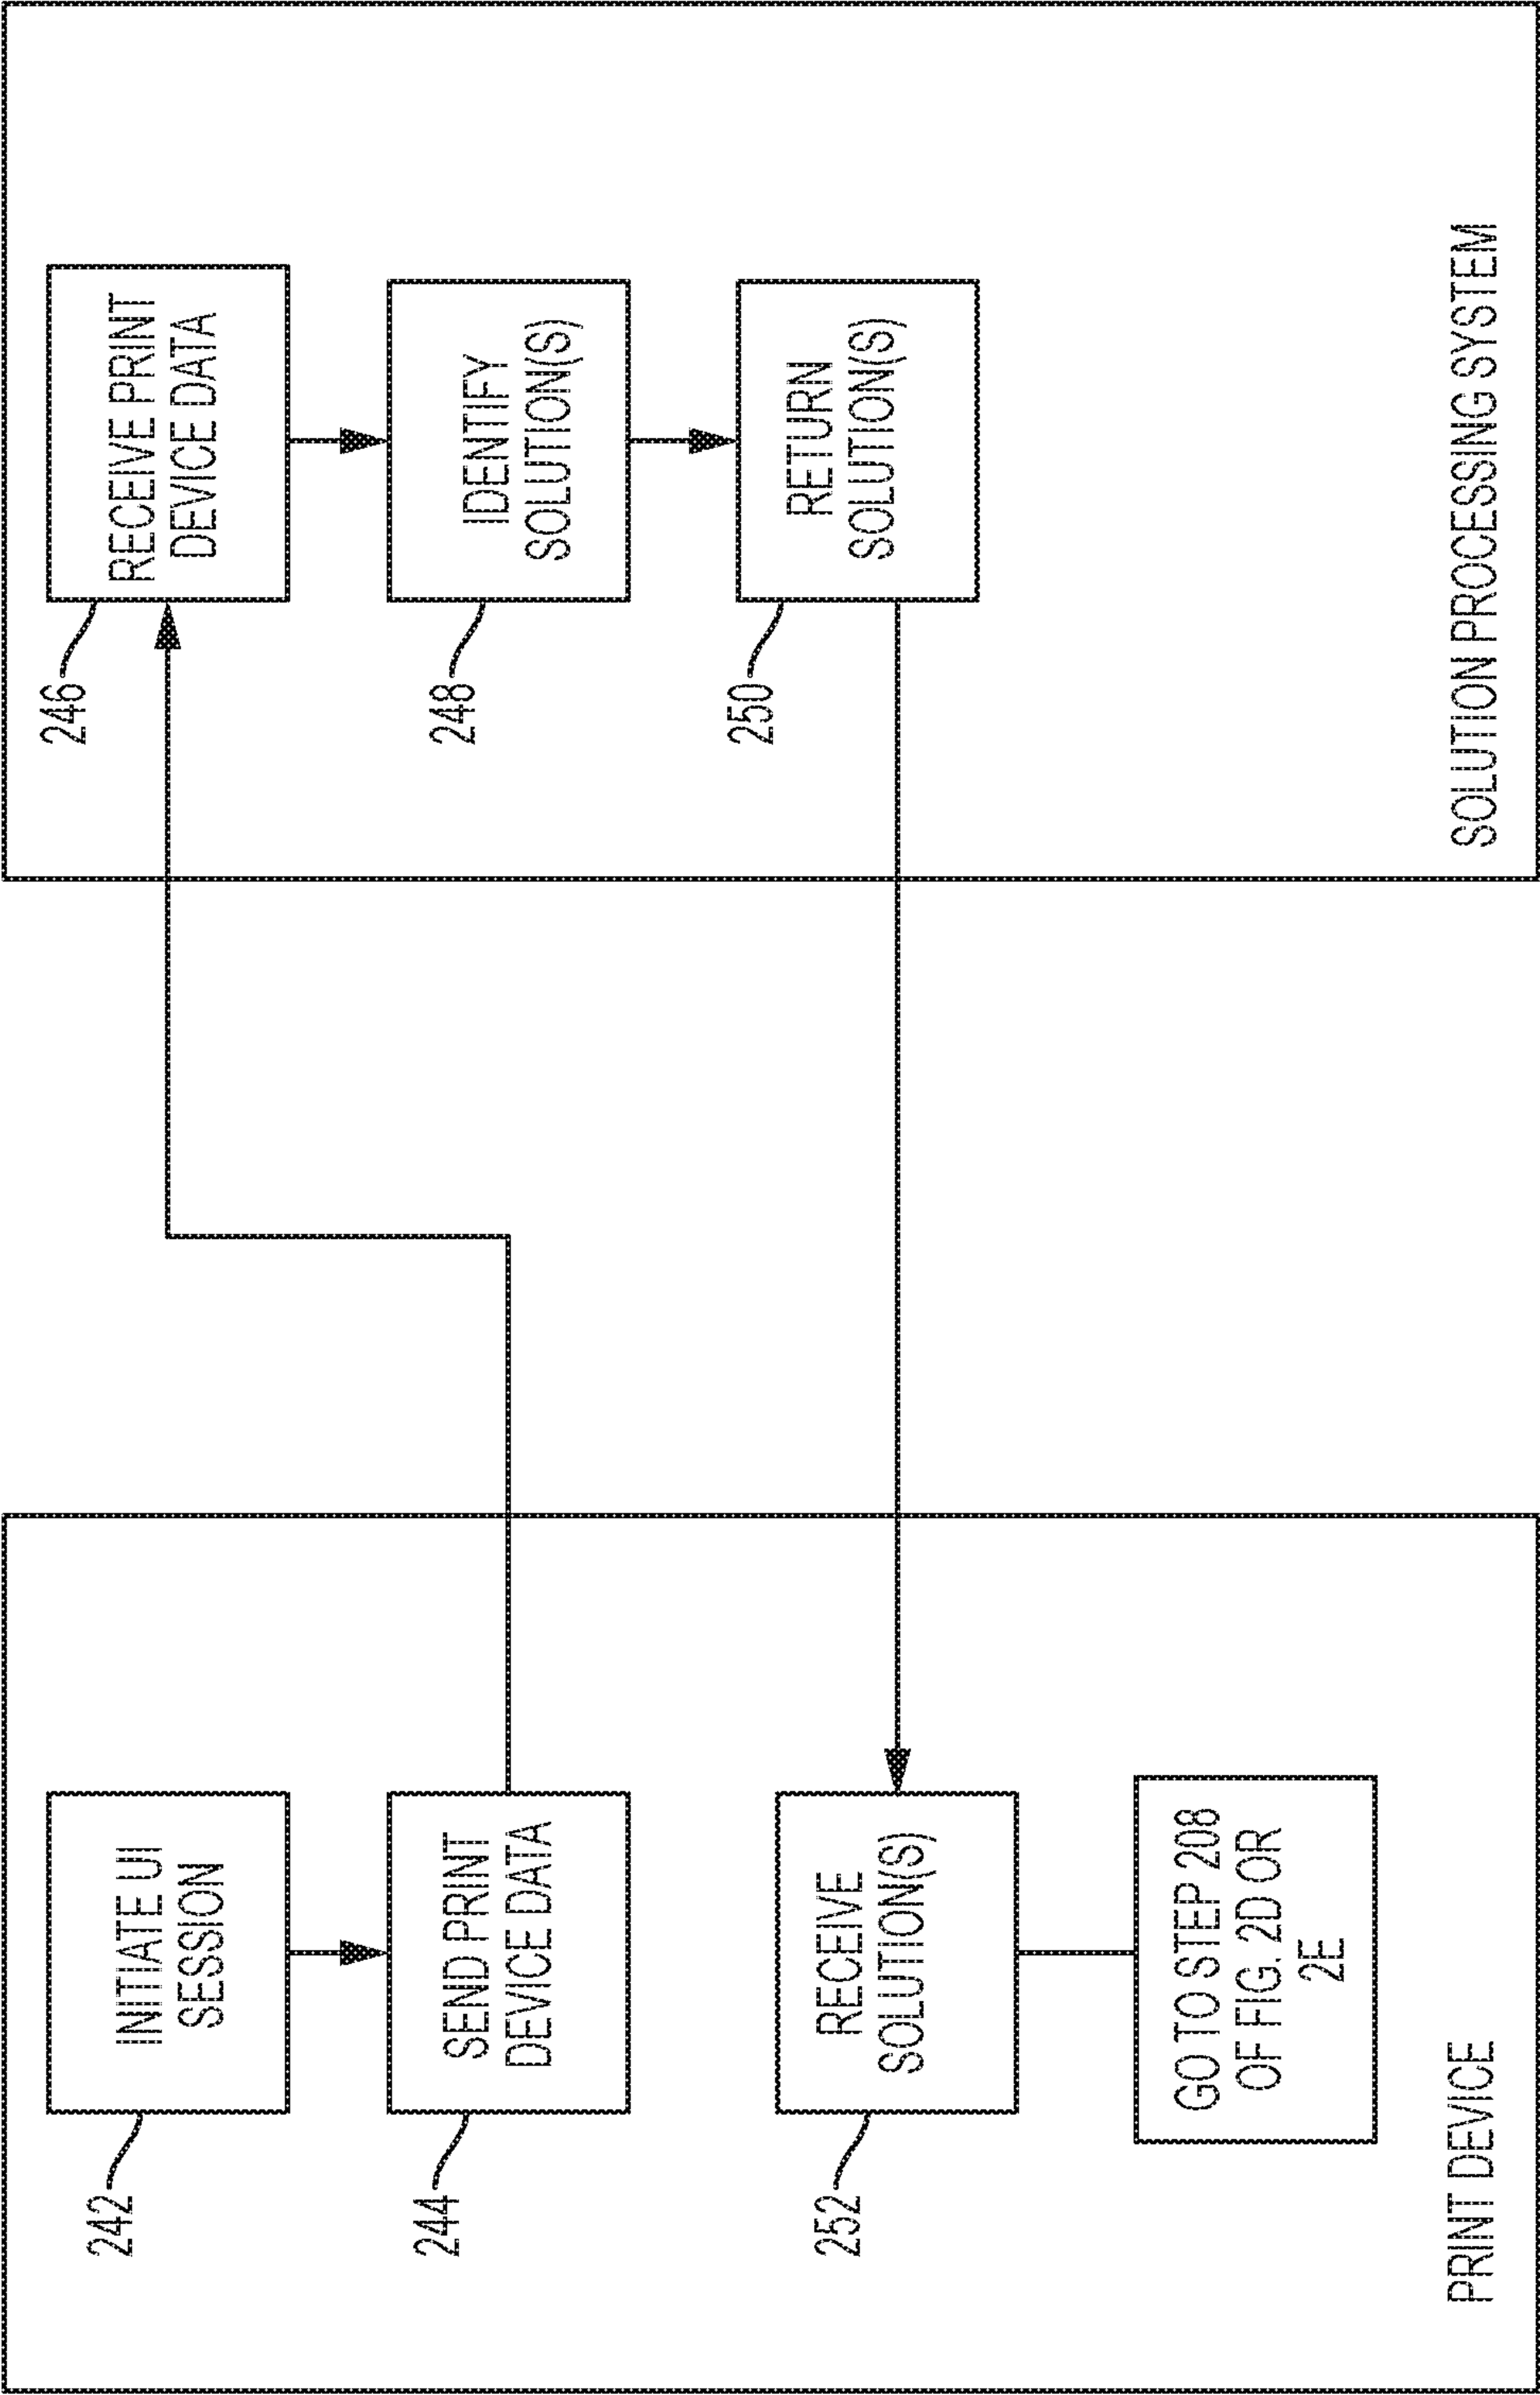 242
INITIATE UI
SESSION
244
SEND PRINT
DEVICE DATA
252
RECEIVE
SOLUTION(S)
GO TO STEP 208
OF FIG. 2D OR
2E
PRINT DEVICE
246
RECEIVE PRINT
DEVICE DATA
248
IDENTIFY
SOLUTION(S)
250
RETURN
SOLUTION(S)
SOLUTION PROCESSING SYSTEM